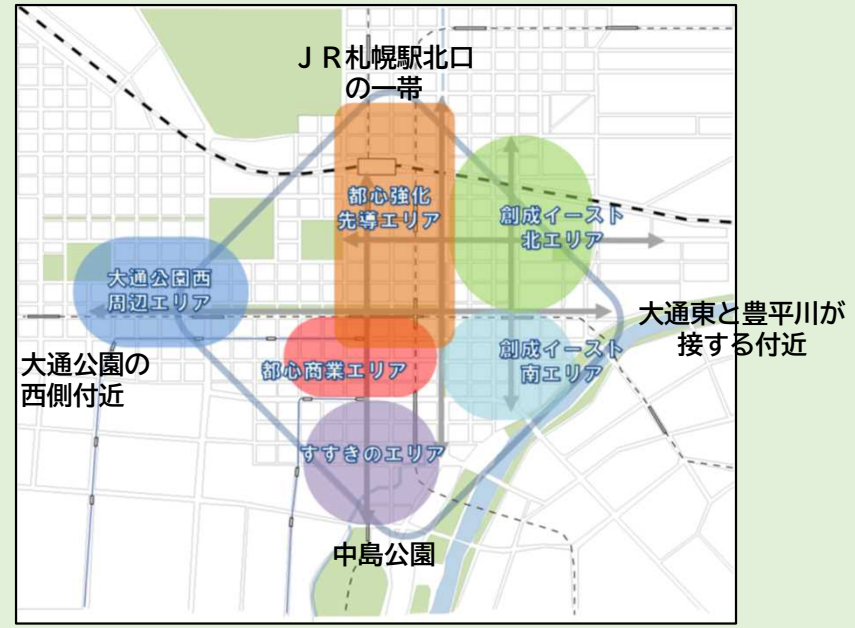 ＪＲ札幌駅北口
の一帯
都心強化
先導エリア
創成イースト
北エリア
大通公園西
周辺エリア
大通東と豊平川が
接する付近
創成イースト
南エリア
大通公園の
西側付近
都心商業エリア
すすきのエリア
中島公園